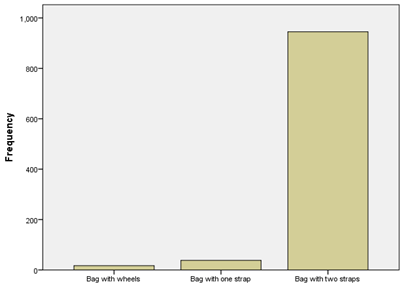 1,000
800
600
400
200
0
Frequency
Bag with wheels
Bag with one strap
Bag with two straps